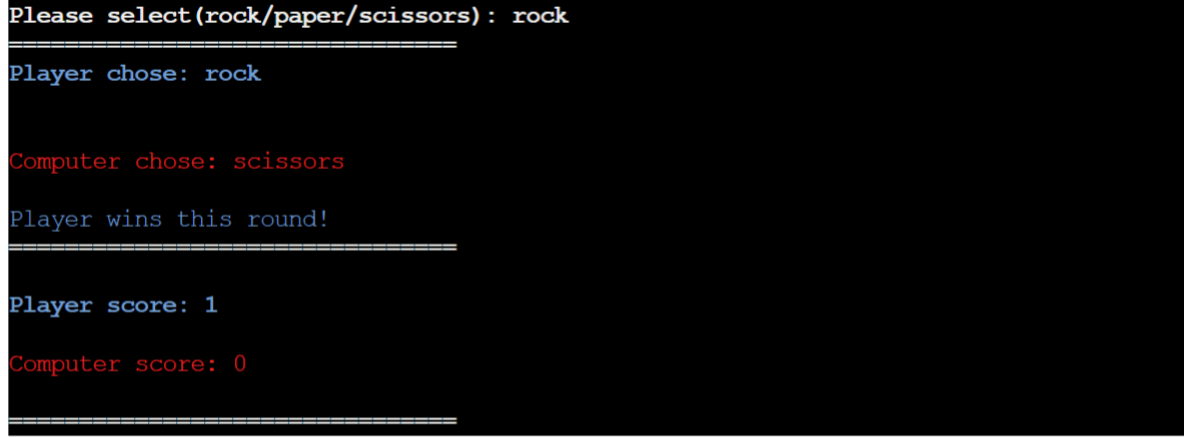 Please select(rock/paper/scissors): rock
================================
Player chose: rock
Computer chose: scissors
Player wins this round!
================================
Player score: 1
Computer score: 0
================================